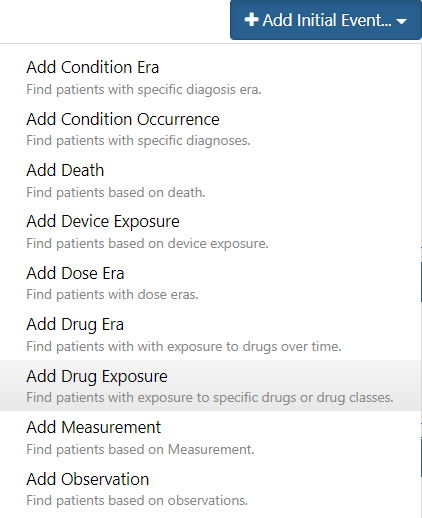 Add Initial Event...
Add Condition Era
Find patients with specific diagosis era.
Add Condition Occurrence
Find patients with specific diagnoses.
Add Death
Find patients based on death.
Add Device Exposure
Find patients based on device exposure.
Add Dose Era
Find patients with dose eras.
Add Drug Era
Find patients with with exposure to drugs over time.
Add Drug Exposure
Find patients with exposure to specific drugs or drug classes.
Add Measurement
Find patients based on Measurement.
Add Observation
Find patients based on observations.